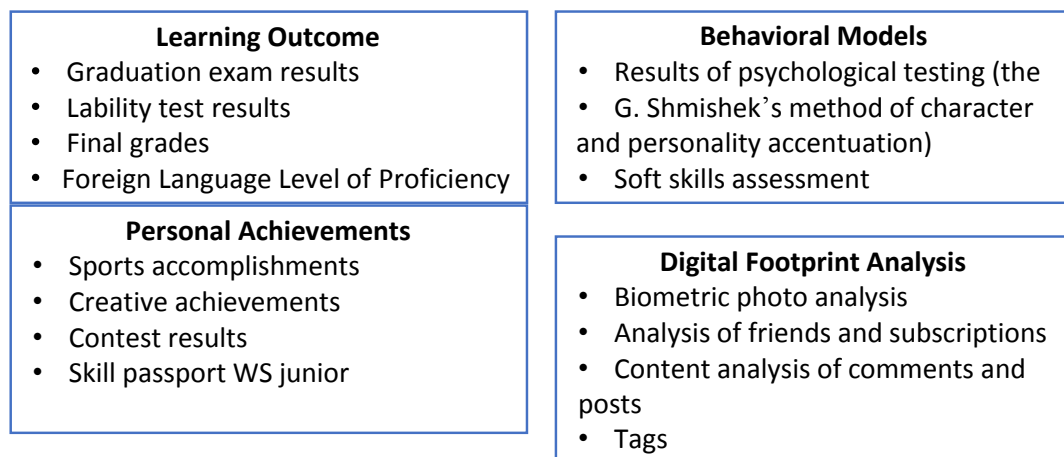 Learning Outcome
• Graduation exam results
• Lability test results
• Final grades
• Foreign Language Level of Proficiency
Personal Achievements
• Sports accomplishments
• Creative achievements
• Contest results
• Skill passport WS junior
Behavioral Models
• Results of psychological testing (the
• G. Shmishek’s method of character
and personality accentuation)
• Soft skills assessment
Digital Footprint Analysis
• Biometric photo analysis
• Analysis of friends and subscriptions
• Content analysis of comments and
posts
• Tags